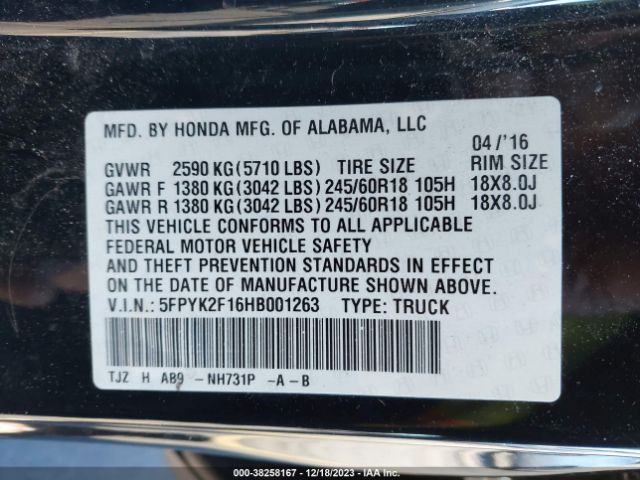 MFD. BY HONDA MFG. OF ALABAMA, LLC
04/'16
GVWR 2590 KG(5710 LBS) TIRE SIZE RIM SIZE
GAWR F 1380 KG(3042 LBS) 245/60R18 105H 18X8.0J
GAWR R 1380 KG(3042 LBS) 245/60R18 105H 18X8.0J
THIS VEHICLE CONFORMS TO ALL APPLICABLE
FEDERAL MOTOR VEHICLE SAFETY
AND THEFT PREVENTION STANDARDS IN EFFECT
ON THE DATE OF MANUFACTURE SHOWN ABOVE.
V.I.N.: 5FPYK2F16HB001263 TYPE: TRUCK
TJZ H AB9 -NH731P -A-B
000-38258167 - 12/18/2023 - IAA Inc.